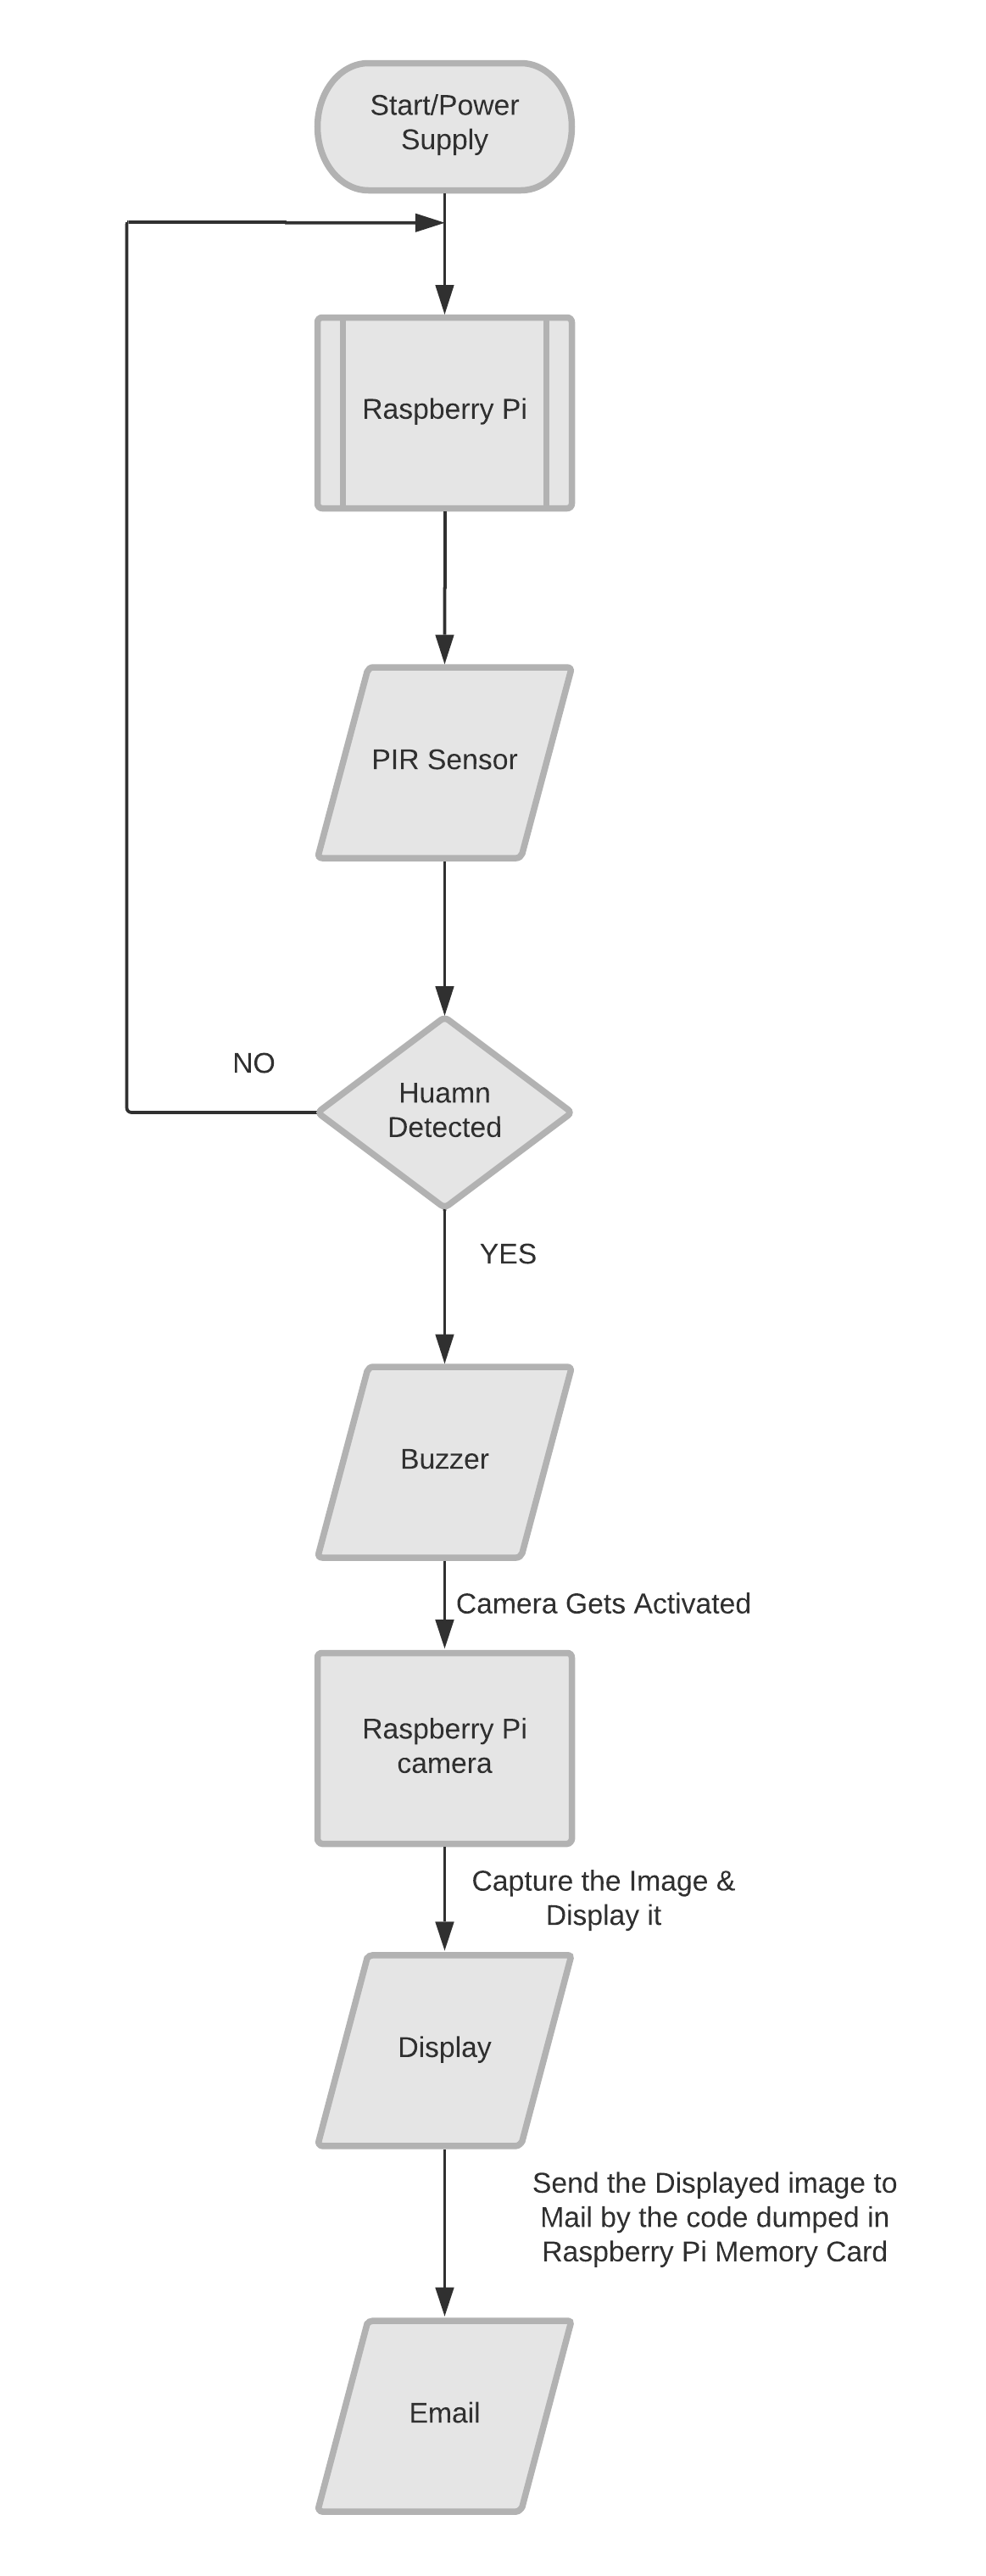 Start/Power
Supply
Raspberry Pi
PIR Sensor
NO
Huamn
Detected
YES
Buzzer
Camera Gets Activated
Raspberry Pi
camera
Capture the Image &
Display it
Display
Send the Displayed image to
Mail by the code dumped in
Raspberry Pi Memory Card
Email